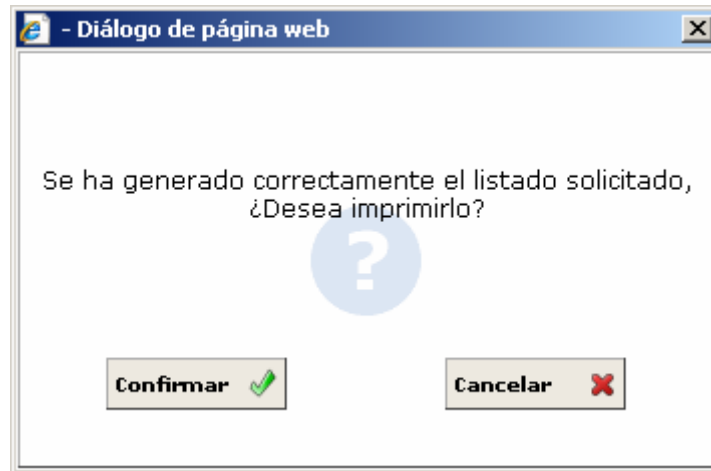 - Diálogo de página web
Se ha generado correctamente el listado solicitado,
¿Desea imprimirlo?
?
Confirmar
Cancelar